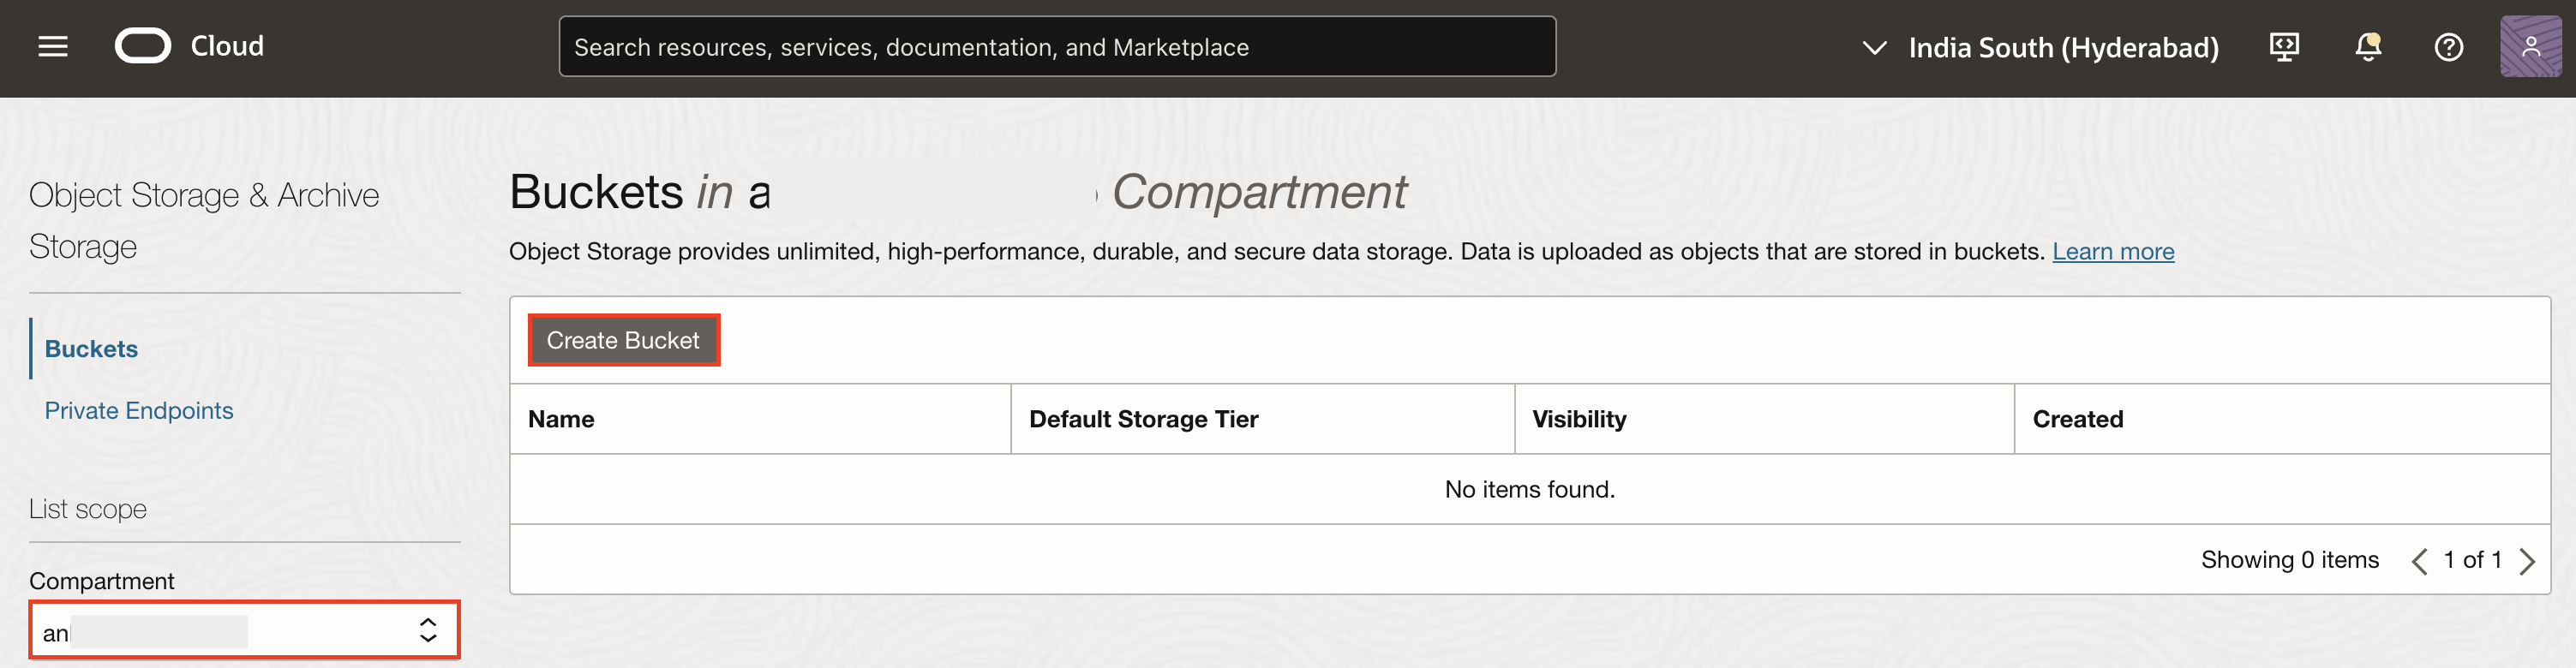 Cloud
Search resources, services, documentation, and Marketplace
India South (Hyderabad)
Object Storage & Archive
Storage
Buckets
Private Endpoints
List scope
Compartment
Buckets in Compartment
Object Storage provides unlimited, high-performance, durable, and secure data storage. Data is uploaded as objects that are stored in buckets. Learn more
Create Bucket
Name Default Storage Tier Visibility Created
No items found.
Showing 0 items 1 of 1